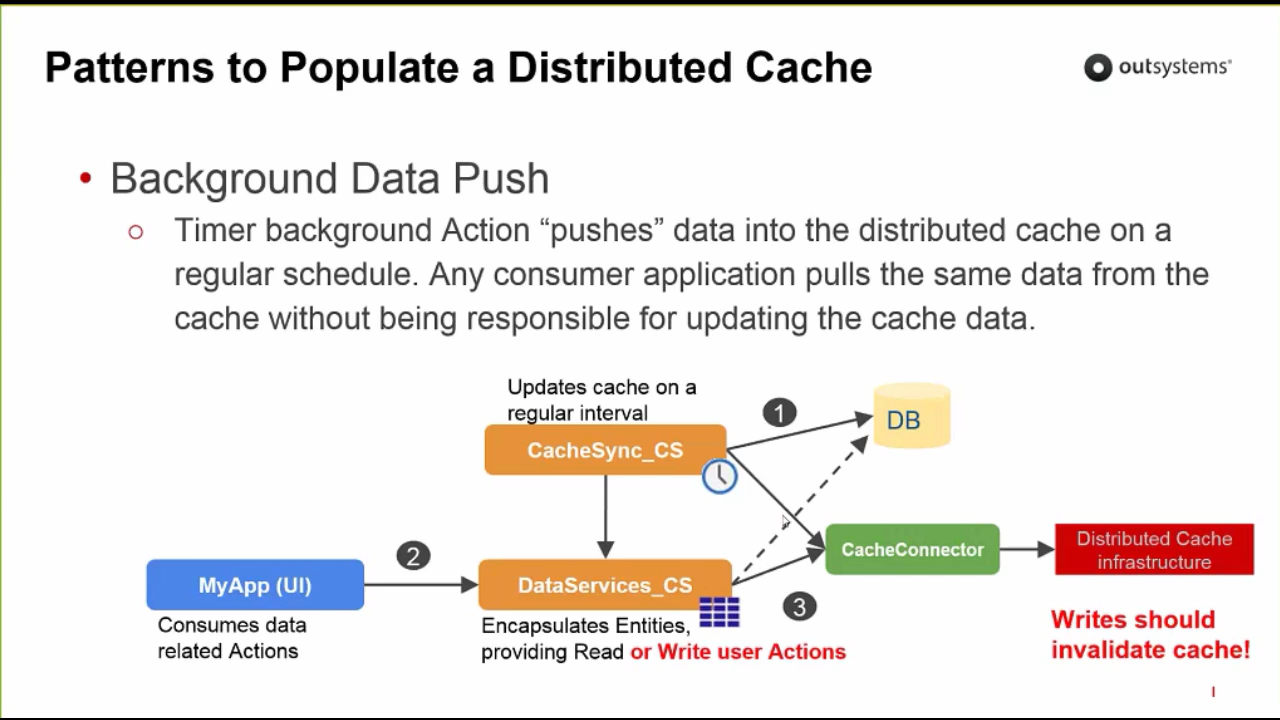 Patterns to Populate a Distributed Cache
outsystems
• Background Data Push
○ Timer background Action “pushes” data into the distributed cache on a
regular schedule. Any consumer application pulls the same data from the
cache without being responsible for updating the cache data.
Updates cache on a
regular interval
1
DB
CacheSync_CS
CacheConnector
Distributed Cache
infrastructure
2
MyApp (UI)
DataServices_CS
3
Consumes data
related Actions
Encapsulates Entities,
providing Read or Write user Actions
Writes should
invalidate cache!